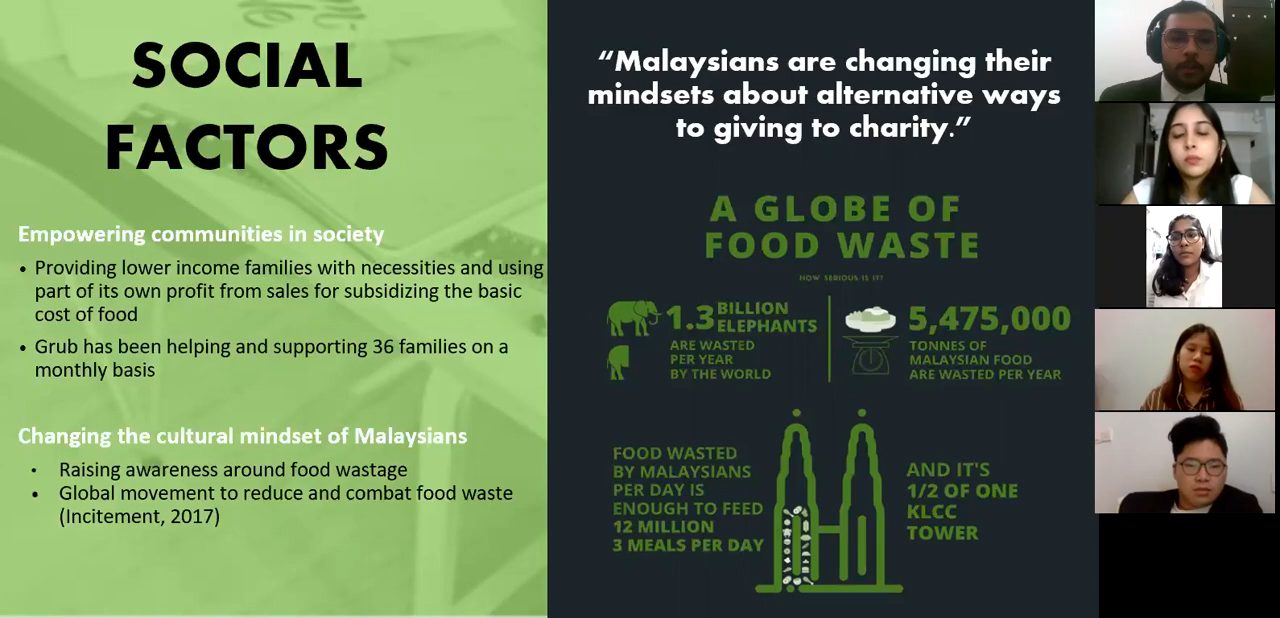 SOCIAL
FACTORS
Empowering communities in society
• Providing lower income families with necessities and using
part of its own profit from sales for subsidizing the basic
cost of food
• Grub has been helping and supporting 36 families on a
monthly basis
Changing the cultural mindset of Malaysians
• Raising awareness around food wastage
• Global movement to reduce and combat food waste
(Incitement, 2017)
“Malaysians are changing their
mindsets about alternative ways
to giving to charity.”
A GLOBE OF
FOOD WASTE
HOW SERIOUS IS IT?
1.3 BILLION
ELEPHANTS
ARE WASTED
PER YEAR
BY THE WORLD
5,475,000
TONNES OF
MALAYSIAN FOOD
ARE WASTED PER YEAR
FOOD WASTED
BY MALAYSIANS
PER DAY IS
ENOUGH TO FEED
12 MILLION
3 MEALS PER DAY
AND IT'S
1/2 OF ONE
KLCC
TOWER